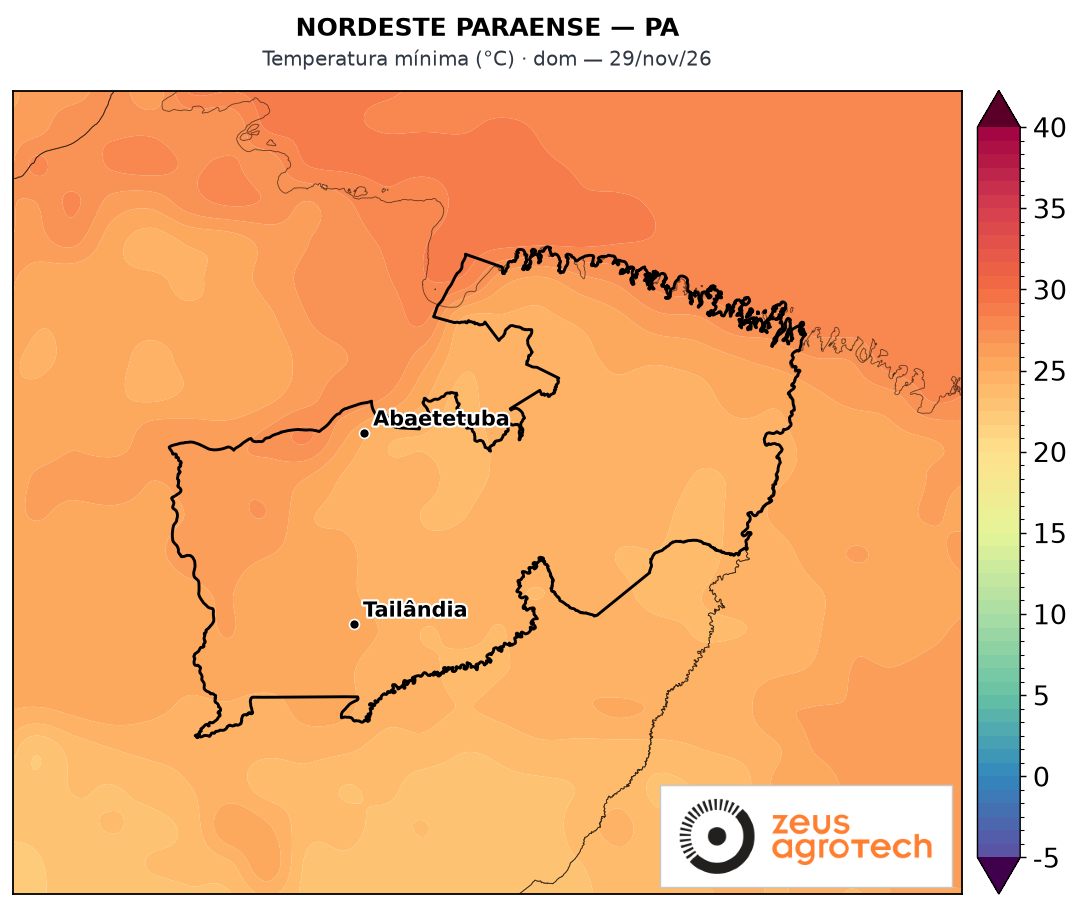 NORDESTE PARAENSE — PA
Temperatura mínima (°C) · dom — 29/nov/26
40
35
30
25
20
15
10
5
0
-5
Abaetetuba
Tailândia
zeus
agrotech